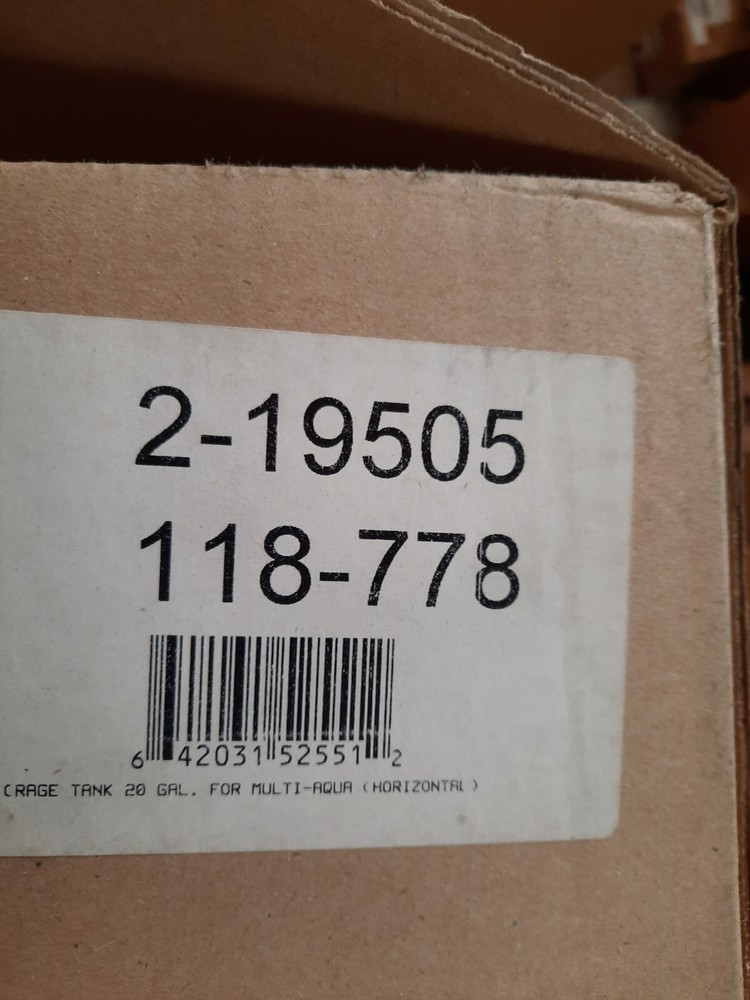 2-19505
118-778
6 42031 52551 2
RAGE TANK 20 GAL. FOR MULTI-AQUA (HORIZONTAL)